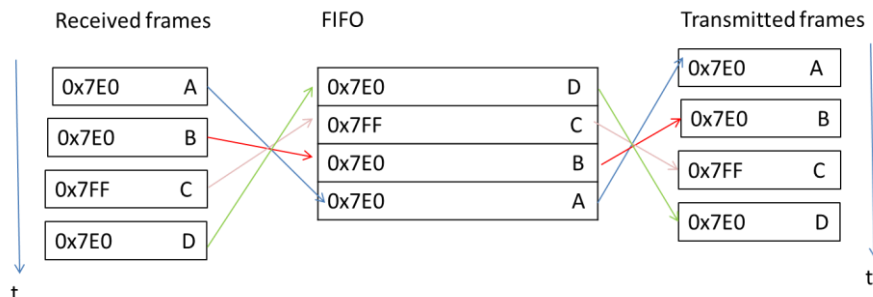 Received frames
0x7E0 A
0x7E0 B
0x7FF C
0x7E0 D
t
FIFO
0x7E0 D
0x7FF C
0x7E0 B
0x7E0 A
Transmitted frames
0x7E0 A
0x7E0 B
0x7FF C
0x7E0 D
t